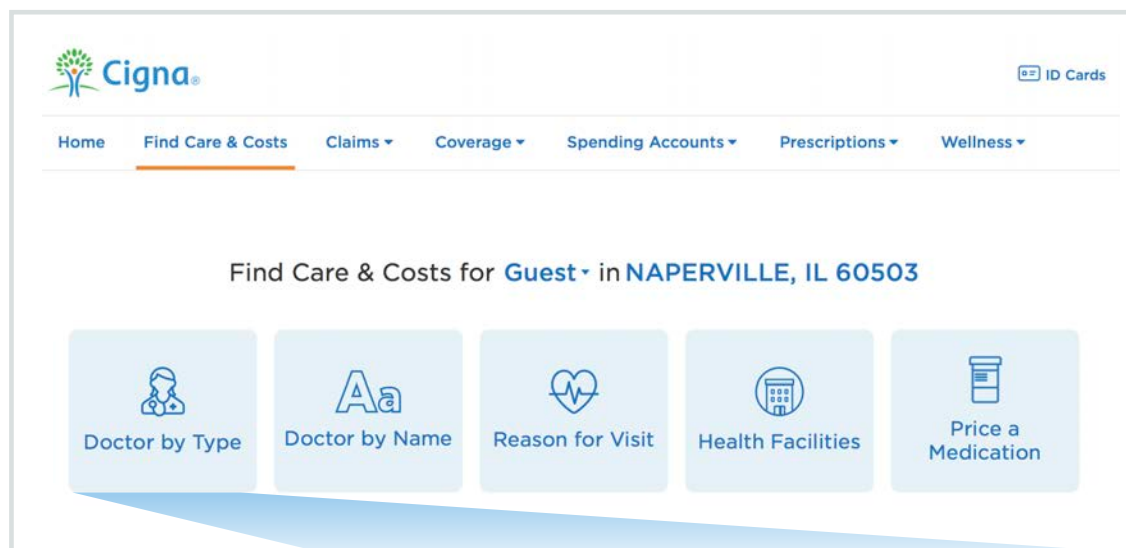 Cigna®
ID Cards
Home Find Care & Costs Claims Coverage Spending Accounts Prescriptions Wellness
Find Care & Costs for Guest in NAPERVILLE, IL 60503
Aa
Doctor by Type
Doctor by Name
Reason for Visit
Health Facilities
Price a
Medication